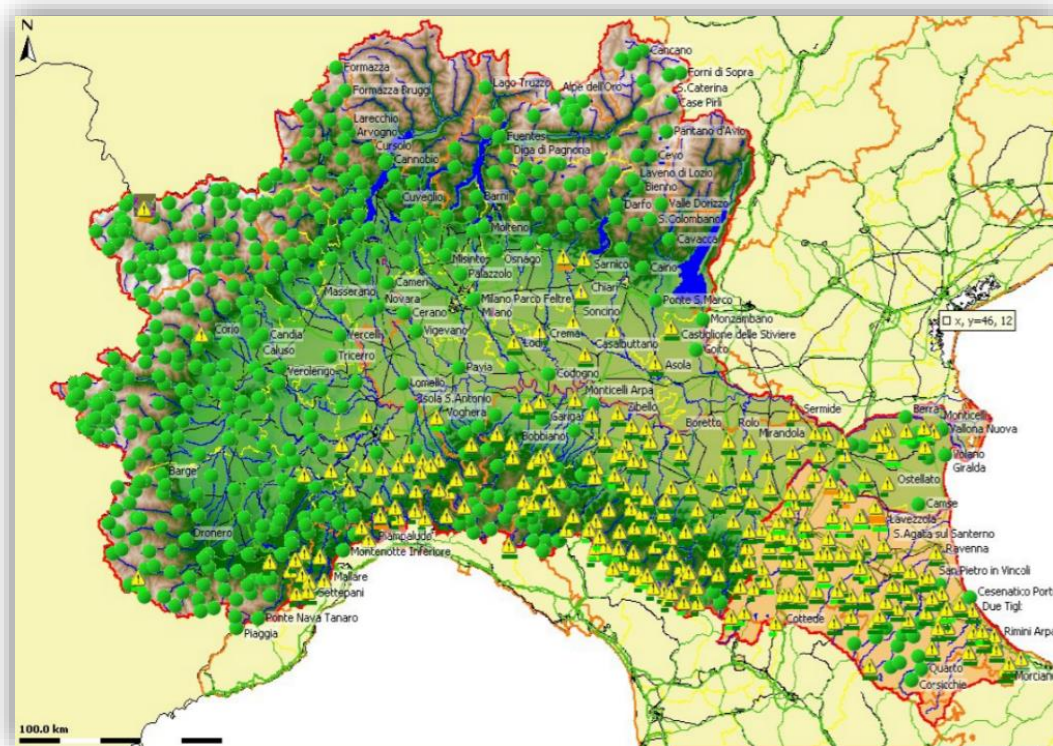 N
Cancano
Formazza
Forni di Sopra
Lago Truzzo
Alpe dell'Oro
S.Caterina
Formazza Bruggi
Case Pirli
Larecchio
Arvogno
Pantano d'Avio
Fuentes
Cursolo
Diga di Pagnona
Cannobio
Cevo
Laveno di Lozio
Bienno
Cuveglio
Barni
Darfo
Valle Dorizzo
S.Colombano
Molteno
Cavacca
Misinto
Osnago
Sarnico
Caino
Palazzolo
Cameri
Chiari
Masserano
Novara
Milano Parco Feltre
Ponte S.Marco
Cerano
Milano
Soncino
Monzambano
x, y=46, 12
Corio
Candia
Vercelli
Vigevano
Crema
Castiglione delle Stiviere
Lodi
Casalbuttano
Caluso
Tricerro
Goito
Verolengo
Pavia
Codogno
Asola
Lomello
Monticelli Arpa
Isola S.Antonio
Voghera
Gariga
Zibello
Sermide
Berra
Boretto
Rolo
Monticelli
Mirandola
Vallona Nuova
Bobbiano
Volano
Giralda
Barge
Ostellato
Camse
Lavezzola
Dronero
Piampaludo
S.Agata sul Santerno
Montenotte Inferiore
Ravenna
Mallare
San Pietro in Vincoli
Settepani
Cesenatico Port
Due Tigl:
Ponte Nava Tanaro
Cottede
Piaggia
Rimini Arpa
Quarto
Morciano
Corsicchie
100.0 km